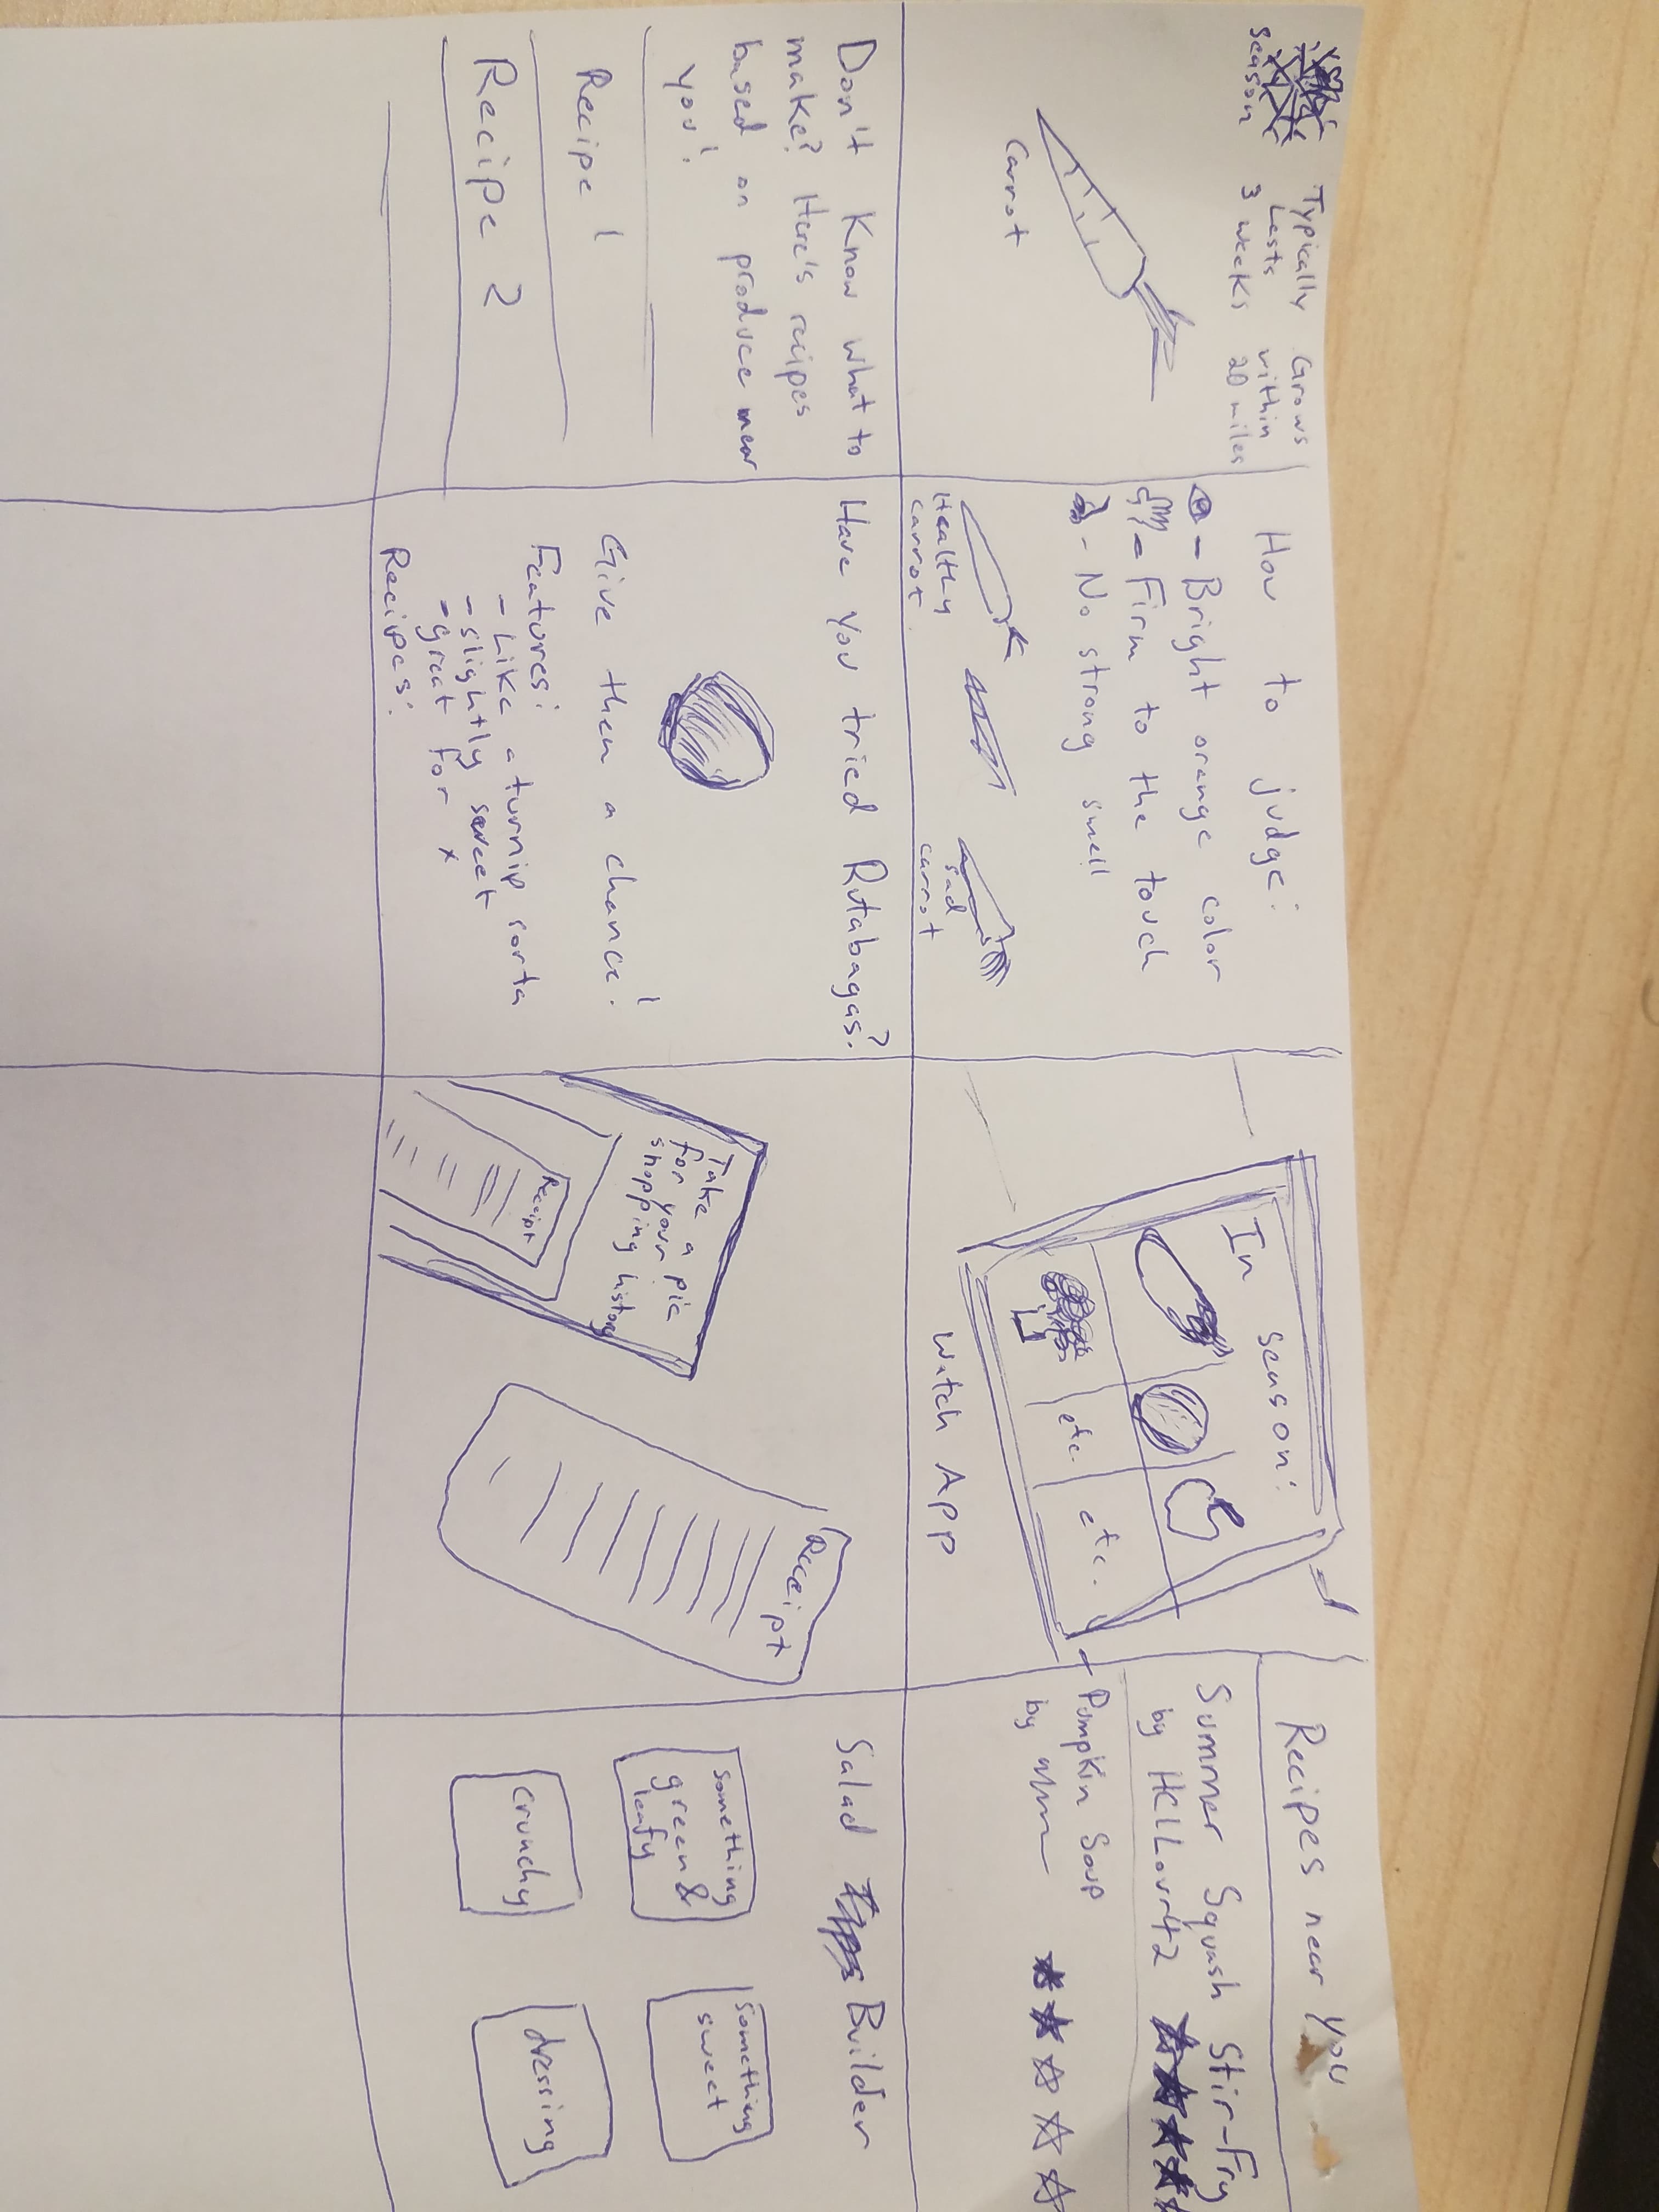 Season
Typically
Lasts
3 weeks
Grows
within
20 miles
Carrot
How to judge:
- Bright orange color
- Firm to the touch
- No strong smell
Healthy
carrot
sad
carrot
In season:
etc.
etc.
Watch App
Recipes near you
Summer Squash Stir-Fry
by HCILovr42
Pumpkin Soup
by
Don't know what to
make? Here's recipes
based on produce near
you!
Recipe 1
Recipe 2
Have you tried Rutabagas?
Give them a chance!
Features:
- Like a turnip sorta
- slightly sweet
- great for x
Recipes:
Take a pic
for your
shopping history
Receipt
Receipt
Salad Builder
something
green &
leafy
something
sweet
crunchy
dressing